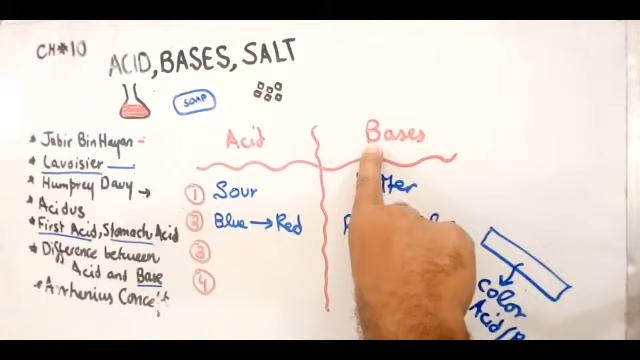 CH*10
ACID, BASES, SALT
SOAP
* Jabir Bin Hayan -
* Lavoisier
* Humprey Davy →
* Acidus
* First Acid, Stomach Acid
* Difference between
Acid and Base
* Arrhenius
Acid
Bases
① Sour
② Blue → Red
③
④
Color
Acid/